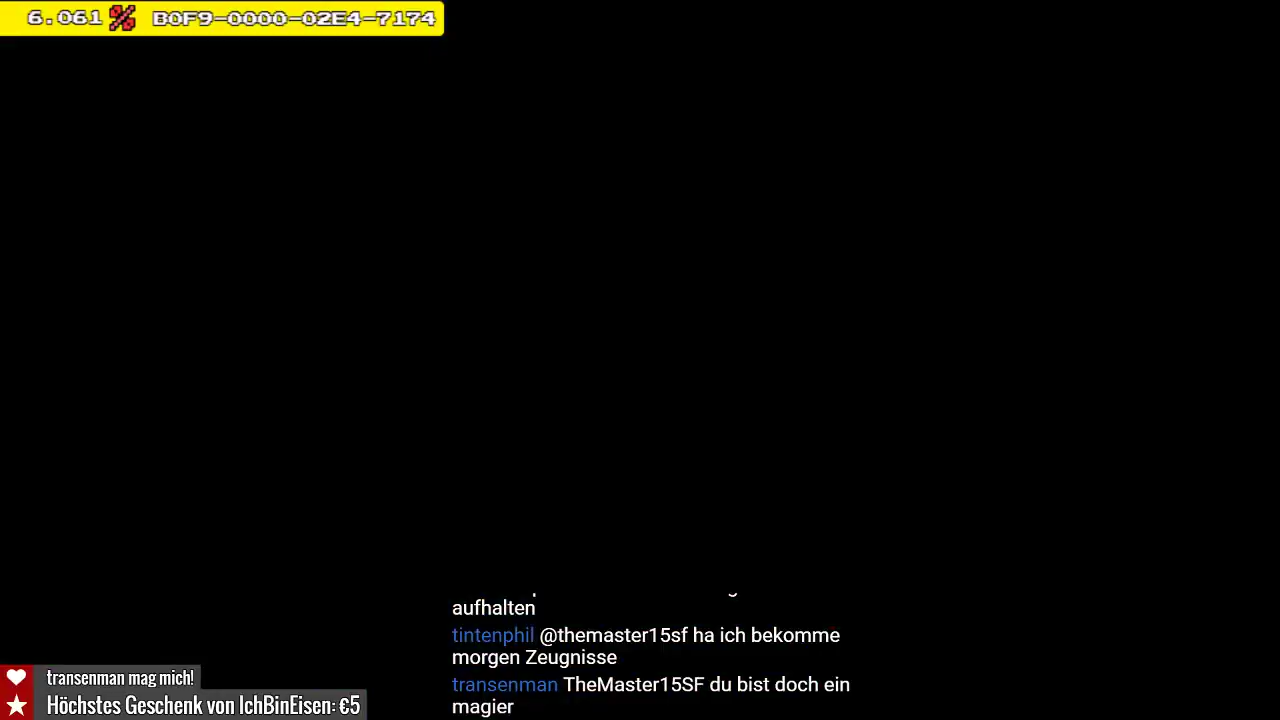 6.061% B0F9-0000-02E4-7174
aufhalten
tintenphil @themaster15sf ha ich bekomme
morgen Zeugnisse
transenman TheMaster15SF du bist doch ein
magier
transenman mag mich!
Höchstes Geschenk von IchBinEisen: €5